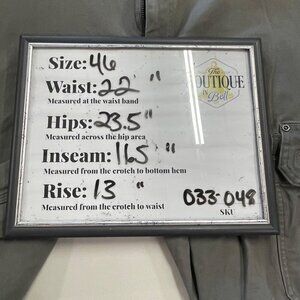 Size: 46
The
BOUTIQUE
Waist: 22 "
Measured at the waist band
Hips: 23.5"
Measured across the hip area
Inseam: 16.5 "
Measured from the crotch to bottom hem
Rise: 13 "
Measured from the crotch to waist
033-048
SKU